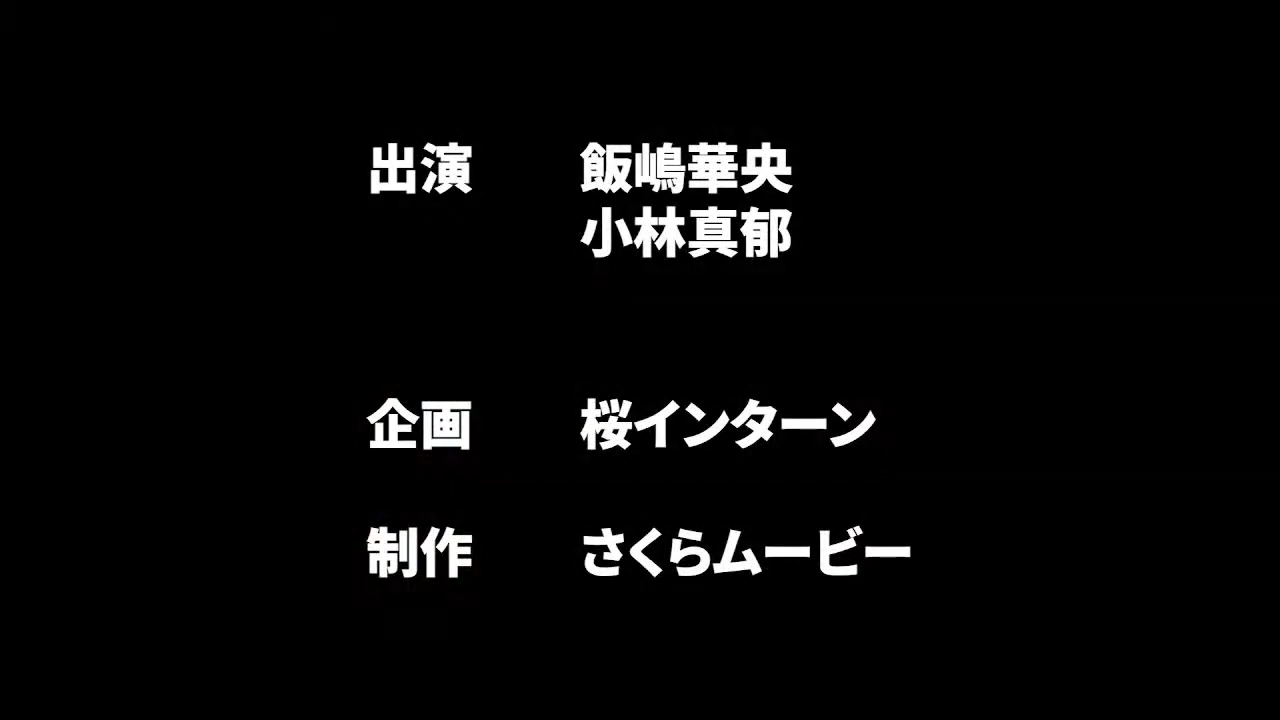 出演 飯嶋華央
小林真郁
企画 桜インターン
制作 さくらムービー